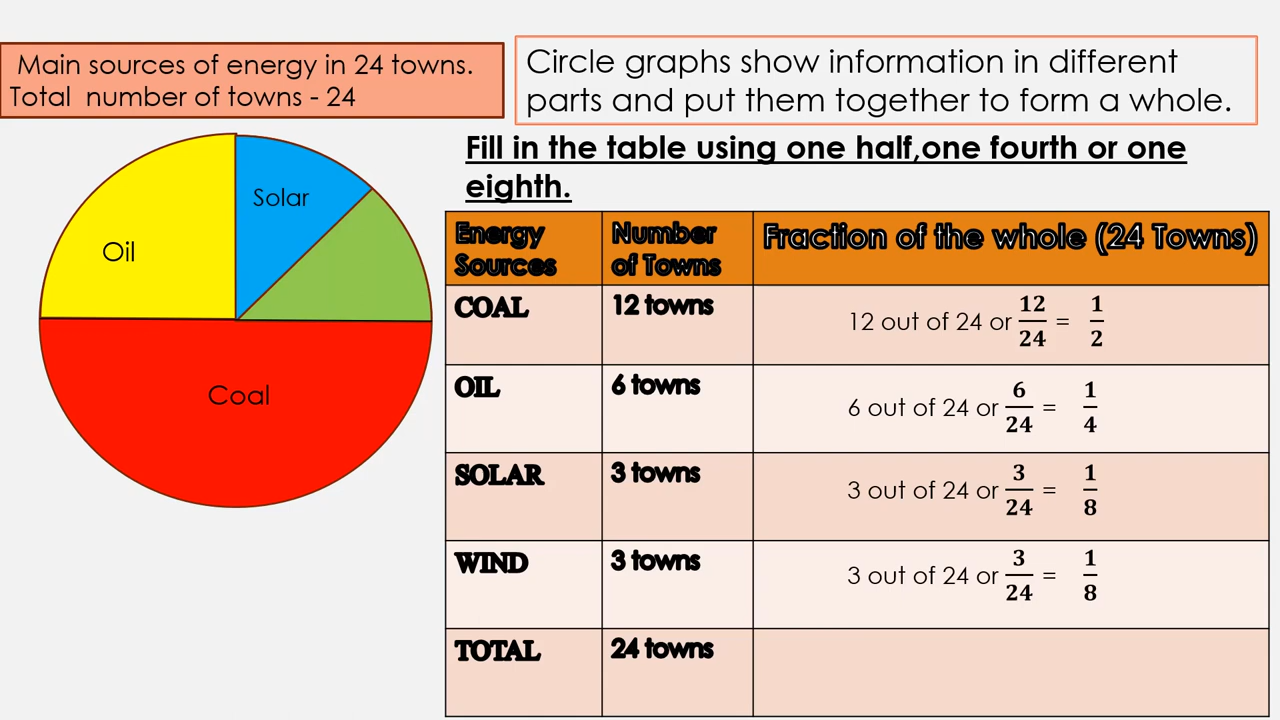 Main sources of energy in 24 towns.
Total number of towns - 24
Circle graphs show information in different
parts and put them together to form a whole.
Fill in the table using one half,one fourth or one
eighth.
Solar
Oil
Coal
Energy Sources | Number of Towns | Fraction of the whole (24 Towns)
COAL | 12 towns | 12 out of 24 or 12/24 = 1/2
OIL | 6 towns | 6 out of 24 or 6/24 = 1/4
SOLAR | 3 towns | 3 out of 24 or 3/24 = 1/8
WIND | 3 towns | 3 out of 24 or 3/24 = 1/8
TOTAL | 24 towns